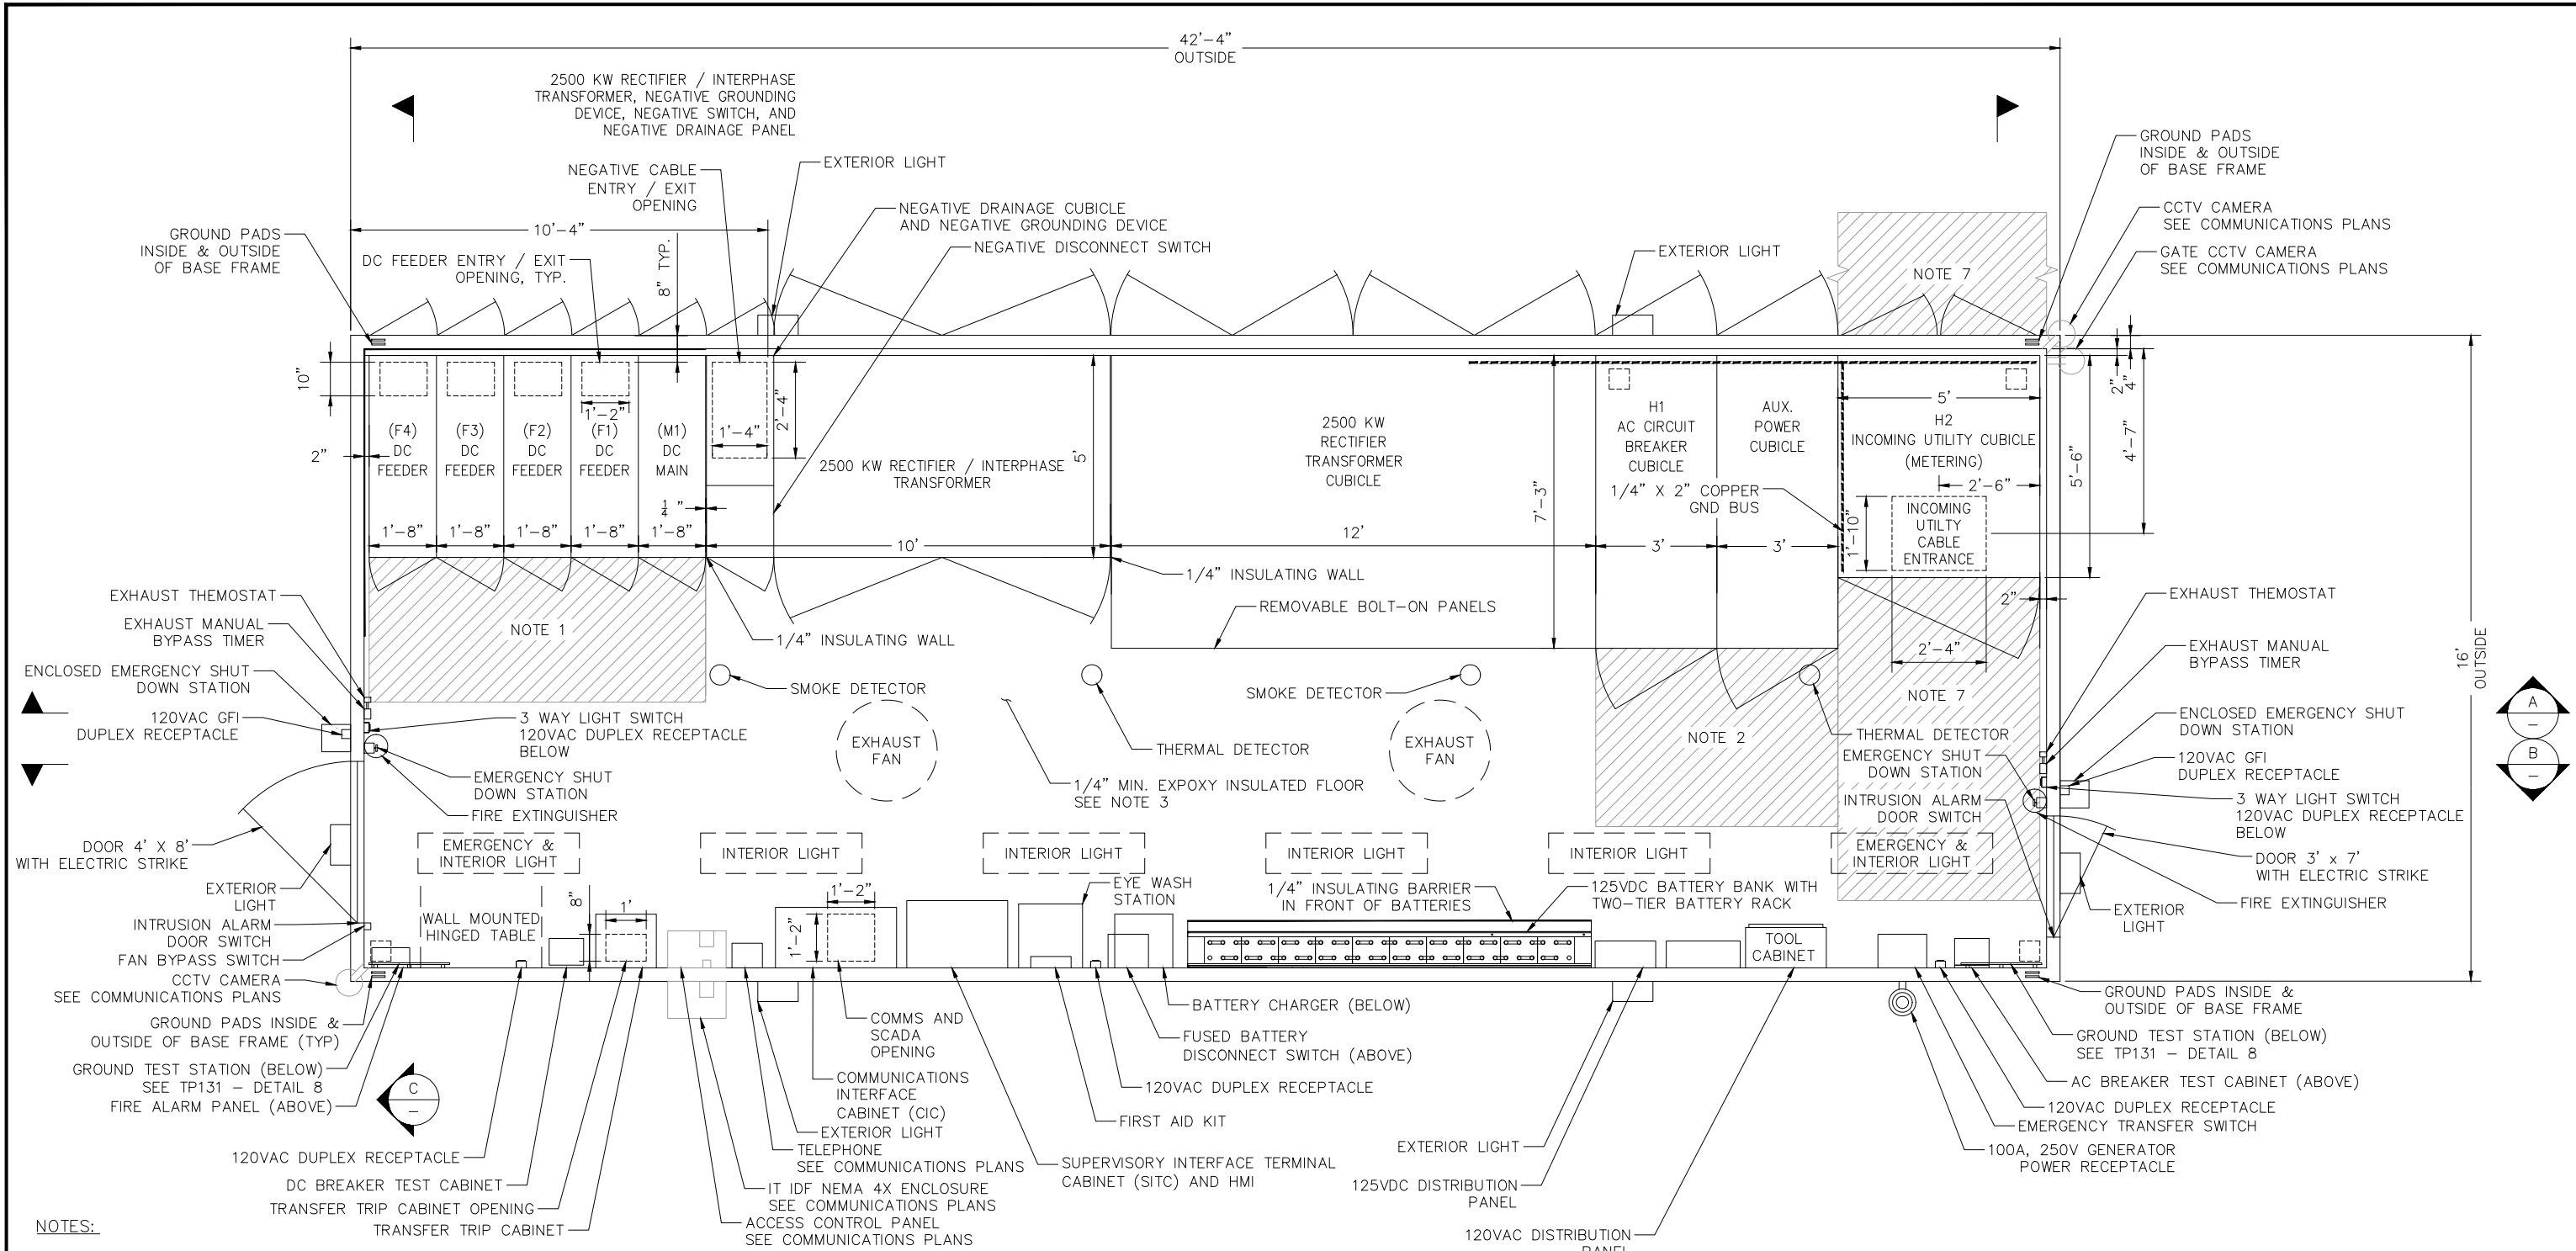 42'-4"
OUTSIDE
2500 KW RECTIFIER / INTERPHASE
TRANSFORMER, NEGATIVE GROUNDING
DEVICE, NEGATIVE SWITCH, AND
NEGATIVE DRAINAGE PANEL
NEGATIVE CABLE
ENTRY / EXIT
OPENING
EXTERIOR LIGHT
NEGATIVE DRAINAGE CUBICLE
AND NEGATIVE GROUNDING DEVICE
NEGATIVE DISCONNECT SWITCH
EXTERIOR LIGHT
GROUND PADS
INSIDE & OUTSIDE
OF BASE FRAME
CCTV CAMERA
SEE COMMUNICATIONS PLANS
GATE CCTV CAMERA
SEE COMMUNICATIONS PLANS
GROUND PADS
INSIDE & OUTSIDE
OF BASE FRAME
10'-4"
8" TYP.
DC FEEDER ENTRY / EXIT
OPENING, TYP.
NOTE 7
10"
2"
(F4)
DC
FEEDER
(F3)
DC
FEEDER
(F2)
DC
FEEDER
1'-2"
(F1)
DC
FEEDER
(M1)
DC
MAIN
1/4 "
1'-8"
1'-8"
1'-8"
1'-8"
1'-8"
1'-4"
2'-4"
2500 KW RECTIFIER / INTERPHASE
TRANSFORMER
5'
10'
2500 KW
RECTIFIER
TRANSFORMER
CUBICLE
12'
7'-3"
H1
AC CIRCUIT
BREAKER
CUBICLE
AUX.
POWER
CUBICLE
1/4" X 2" COPPER
GND BUS
3'
3'
5'
H2
INCOMING UTILITY CUBICLE
(METERING)
2'-6"
1'-10"
INCOMING
UTILTY
CABLE
ENTRANCE
5'-6"
2"
4"
4'-7"
2"
2'-4"
16'
OUTSIDE
1/4" INSULATING WALL
REMOVABLE BOLT-ON PANELS
1/4" INSULATING WALL
NOTE 1
NOTE 7
NOTE 2
EXHAUST THEMOSTAT
EXHAUST MANUAL
BYPASS TIMER
ENCLOSED EMERGENCY SHUT
DOWN STATION
120VAC GFI
DUPLEX RECEPTACLE
3 WAY LIGHT SWITCH
120VAC DUPLEX RECEPTACLE
BELOW
EMERGENCY SHUT
DOWN STATION
FIRE EXTINGUISHER
DOOR 4' X 8'
WITH ELECTRIC STRIKE
EXTERIOR
LIGHT
INTRUSION ALARM
DOOR SWITCH
FAN BYPASS SWITCH
CCTV CAMERA
SEE COMMUNICATIONS PLANS
GROUND PADS INSIDE &
OUTSIDE OF BASE FRAME (TYP)
GROUND TEST STATION (BELOW)
SEE TP131 – DETAIL 8
FIRE ALARM PANEL (ABOVE)
SMOKE DETECTOR
EXHAUST
FAN
THERMAL DETECTOR
1/4" MIN. EXPOXY INSULATED FLOOR
SEE NOTE 3
SMOKE DETECTOR
EXHAUST
FAN
THERMAL DETECTOR
EMERGENCY SHUT
DOWN STATION
INTRUSION ALARM
DOOR SWITCH
EXHAUST THEMOSTAT
EXHAUST MANUAL
BYPASS TIMER
ENCLOSED EMERGENCY SHUT
DOWN STATION
120VAC GFI
DUPLEX RECEPTACLE
3 WAY LIGHT SWITCH
120VAC DUPLEX RECEPTACLE
BELOW
DOOR 3' x 7'
WITH ELECTRIC STRIKE
FIRE EXTINGUISHER
EXTERIOR
LIGHT
A
–
B
–
EMERGENCY &
INTERIOR LIGHT
INTERIOR LIGHT
INTERIOR LIGHT
INTERIOR LIGHT
INTERIOR LIGHT
EMERGENCY &
INTERIOR LIGHT
WALL MOUNTED
HINGED TABLE
8"
1'
1'-2"
1'-2"
EYE WASH
STATION
1/4" INSULATING BARRIER
IN FRONT OF BATTERIES
125VDC BATTERY BANK WITH
TWO-TIER BATTERY RACK
TOOL
CABINET
C
–
120VAC DUPLEX RECEPTACLE
DC BREAKER TEST CABINET
TRANSFER TRIP CABINET OPENING
TRANSFER TRIP CABINET
COMMS AND
SCADA
OPENING
COMMUNICATIONS
INTERFACE
CABINET (CIC)
EXTERIOR LIGHT
TELEPHONE
SEE COMMUNICATIONS PLANS
IT IDF NEMA 4X ENCLOSURE
SEE COMMUNICATIONS PLANS
ACCESS CONTROL PANEL
SEE COMMUNICATIONS PLANS
BATTERY CHARGER (BELOW)
FUSED BATTERY
DISCONNECT SWITCH (ABOVE)
120VAC DUPLEX RECEPTACLE
FIRST AID KIT
SUPERVISORY INTERFACE TERMINAL
CABINET (SITC) AND HMI
EXTERIOR LIGHT
125VDC DISTRIBUTION
PANEL
120VAC DISTRIBUTION
PANEL
GROUND PADS INSIDE &
OUTSIDE OF BASE FRAME
GROUND TEST STATION (BELOW)
SEE TP131 – DETAIL 8
AC BREAKER TEST CABINET (ABOVE)
120VAC DUPLEX RECEPTACLE
EMERGENCY TRANSFER SWITCH
100A, 250V GENERATOR
POWER RECEPTACLE
NOTES: